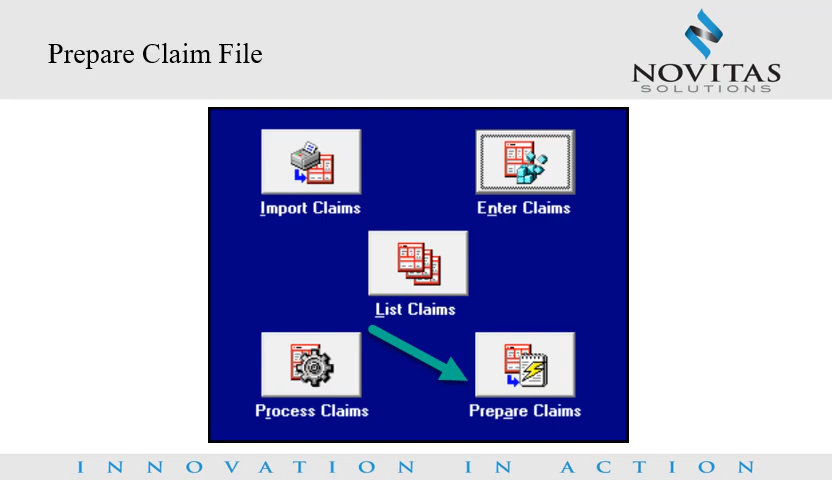 Prepare Claim File
NOVITAS
SOLUTIONS
Import Claims
Enter Claims
List Claims
Process Claims
Prepare Claims
INNOVATION IN ACTION